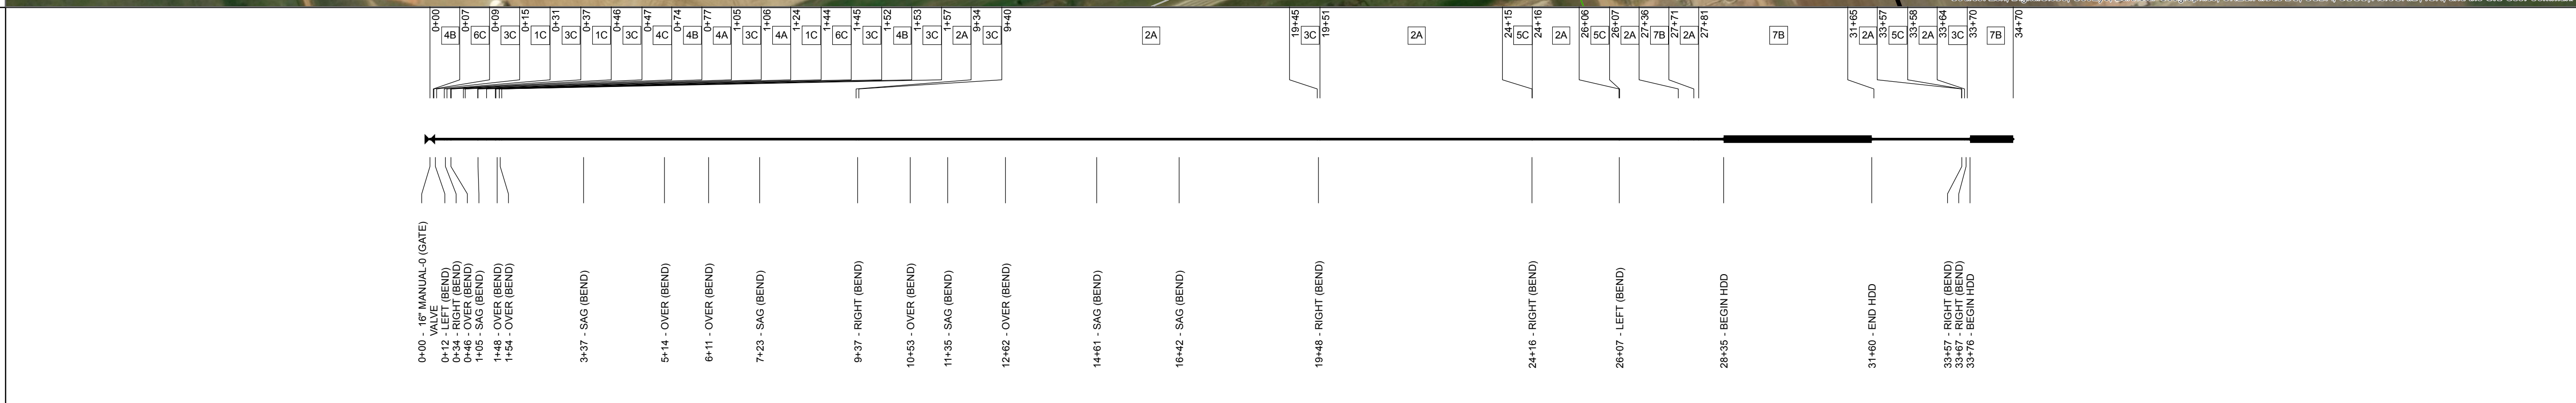 0+00
4B
0+07
6C
0+09
3C
0+15
1C
0+31
3C
0+37
1C
0+46
3C
0+47
4C
0+74
4B
0+77
4A
1+05
3C
1+06
4A
1+24
1C
1+44
6C
1+45
3C
1+52
4B
1+53
3C
1+57
2A
9+34
3C
9+40
2A
19+45
3C
19+51
2A
24+15
5C
24+16
2A
26+06
5C
26+07
2A
27+36
7B
27+71
2A
27+81
7B
31+65
2A
33+57
5C
33+58
2A
33+64
3C
33+70
7B
34+70
0+00 - 16" MANUAL-0 (GATE)
VALVE
0+12 - LEFT (BEND)
0+34 - RIGHT (BEND)
0+46 - OVER (BEND)
1+05 - SAG (BEND)
1+48 - OVER (BEND)
1+54 - OVER (BEND)
3+37 - SAG (BEND)
5+14 - OVER (BEND)
6+11 - OVER (BEND)
7+23 - SAG (BEND)
9+37 - RIGHT (BEND)
10+53 - OVER (BEND)
11+35 - SAG (BEND)
12+62 - OVER (BEND)
14+61 - SAG (BEND)
16+42 - SAG (BEND)
19+48 - RIGHT (BEND)
24+16 - RIGHT (BEND)
26+07 - LEFT (BEND)
28+35 - BEGIN HDD
31+60 - END HDD
33+57 - RIGHT (BEND)
33+67 - RIGHT (BEND)
33+76 - BEGIN HDD